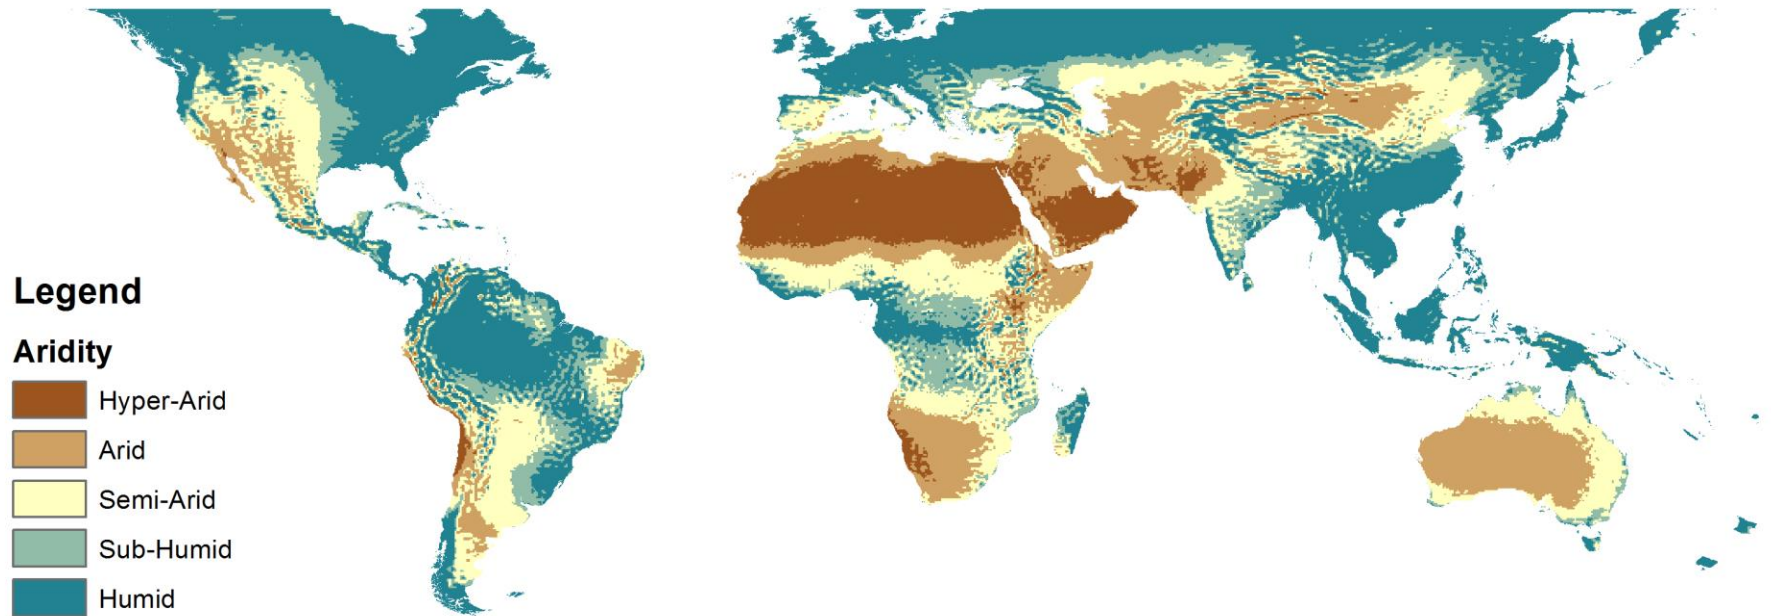 Legend
Aridity
Hyper-Arid
Arid
Semi-Arid
Sub-Humid
Humid